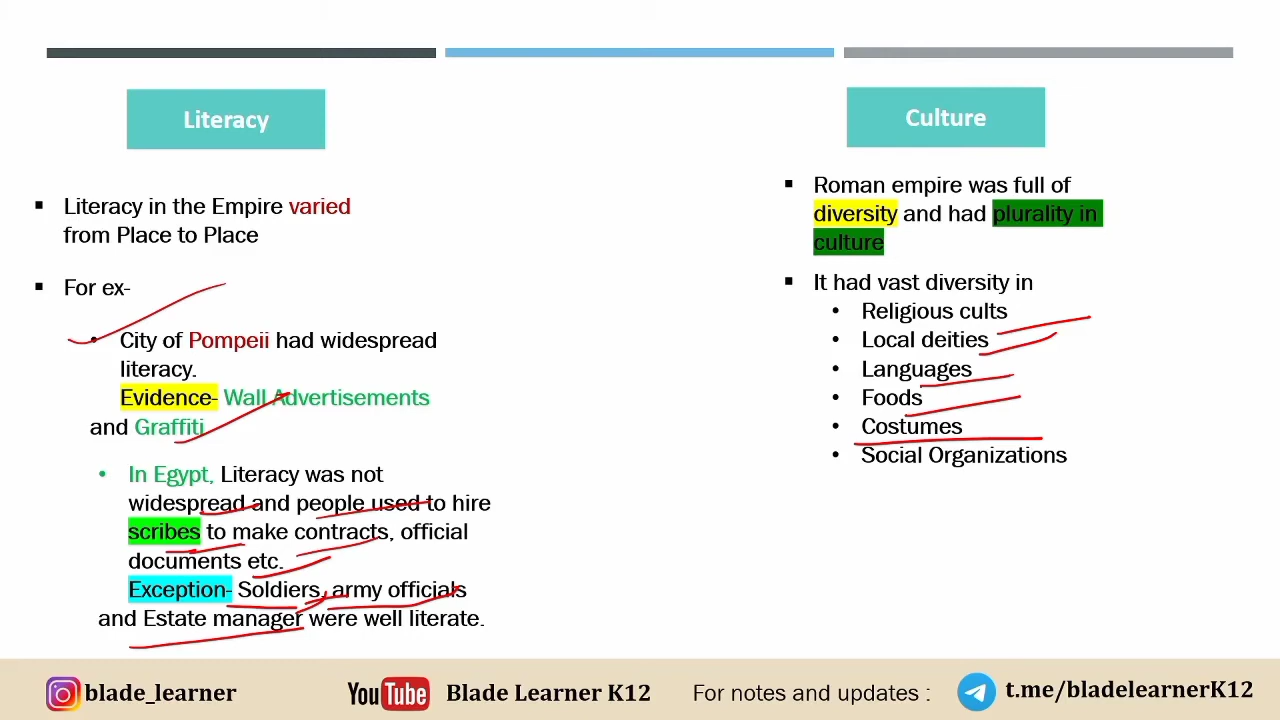 Literacy
Literacy in the Empire varied
from Place to Place
For ex-
City of Pompeii had widespread
literacy.
Evidence- Wall Advertisements
and Graffiti
In Egypt, Literacy was not
widespread and people used to hire
scribes to make contracts, official
documents etc.
Exception- Soldiers, army officials
and Estate manager were well literate.
Culture
Roman empire was full of
diversity and had plurality in
culture
It had vast diversity in
Religious cults
Local deities
Languages
Foods
Costumes
Social Organizations
blade_learner
YouTube Blade Learner K12
For notes and updates :
t.me/bladelearnerK12